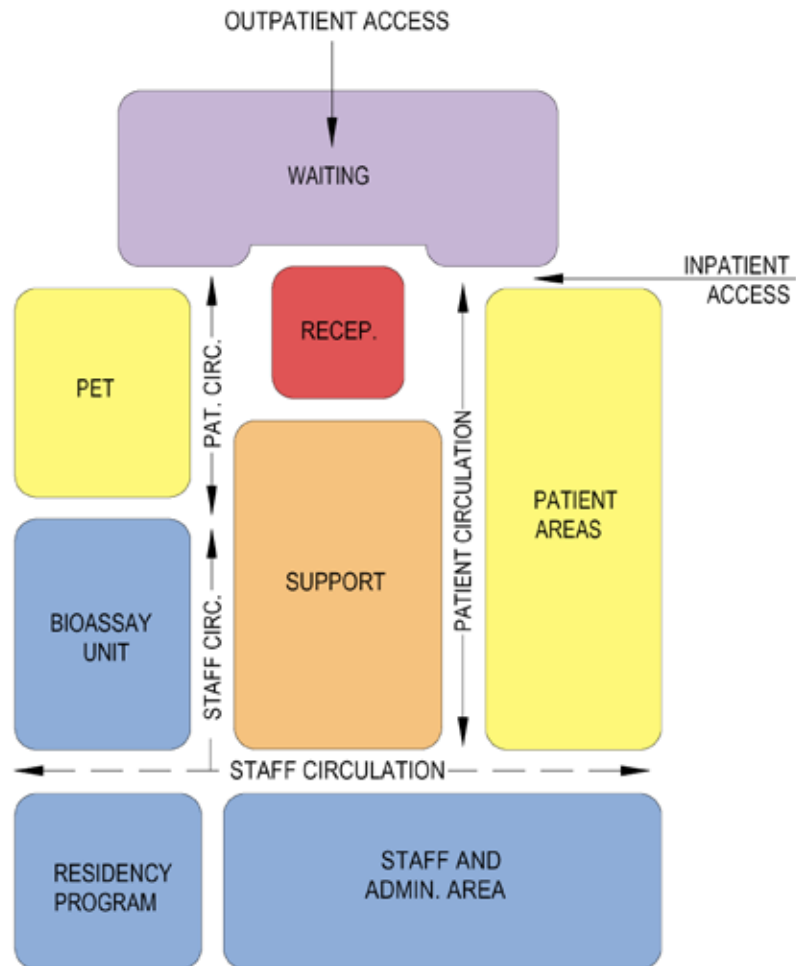 OUTPATIENT ACCESS
WAITING
INPATIENT
ACCESS
RECEP.
PET
PAT. CIRC.
PATIENT CIRCULATION
PATIENT
AREAS
SUPPORT
BIOASSAY
UNIT
STAFF CIRC.
STAFF CIRCULATION
RESIDENCY
PROGRAM
STAFF AND
ADMIN. AREA